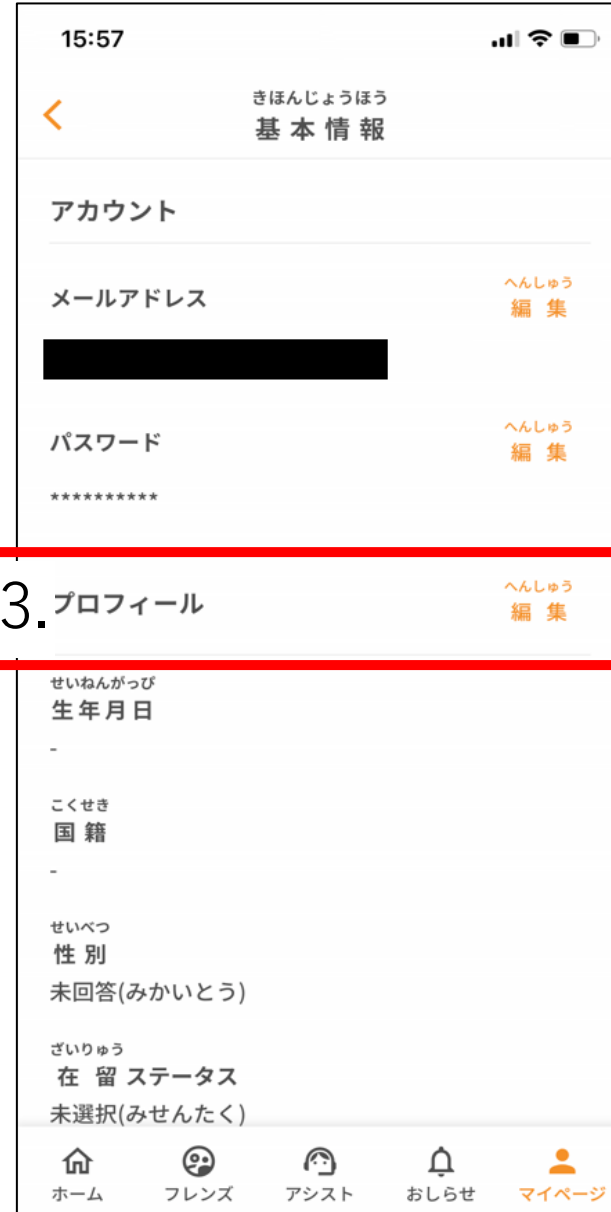 15:57
きほんじょうほう
基本情報
アカウント
メールアドレス
へんしゅう
編集
パスワード
へんしゅう
編集
**********
3.
プロフィール
へんしゅう
編集
せいねんがっぴ
生年月日
-
こくせき
国籍
-
せいべつ
性別
未回答(みかいとう)
ざいりゅう
在留ステータス
未選択(みせんたく)
ホーム
フレンズ
アシスト
おしらせ
マイページ